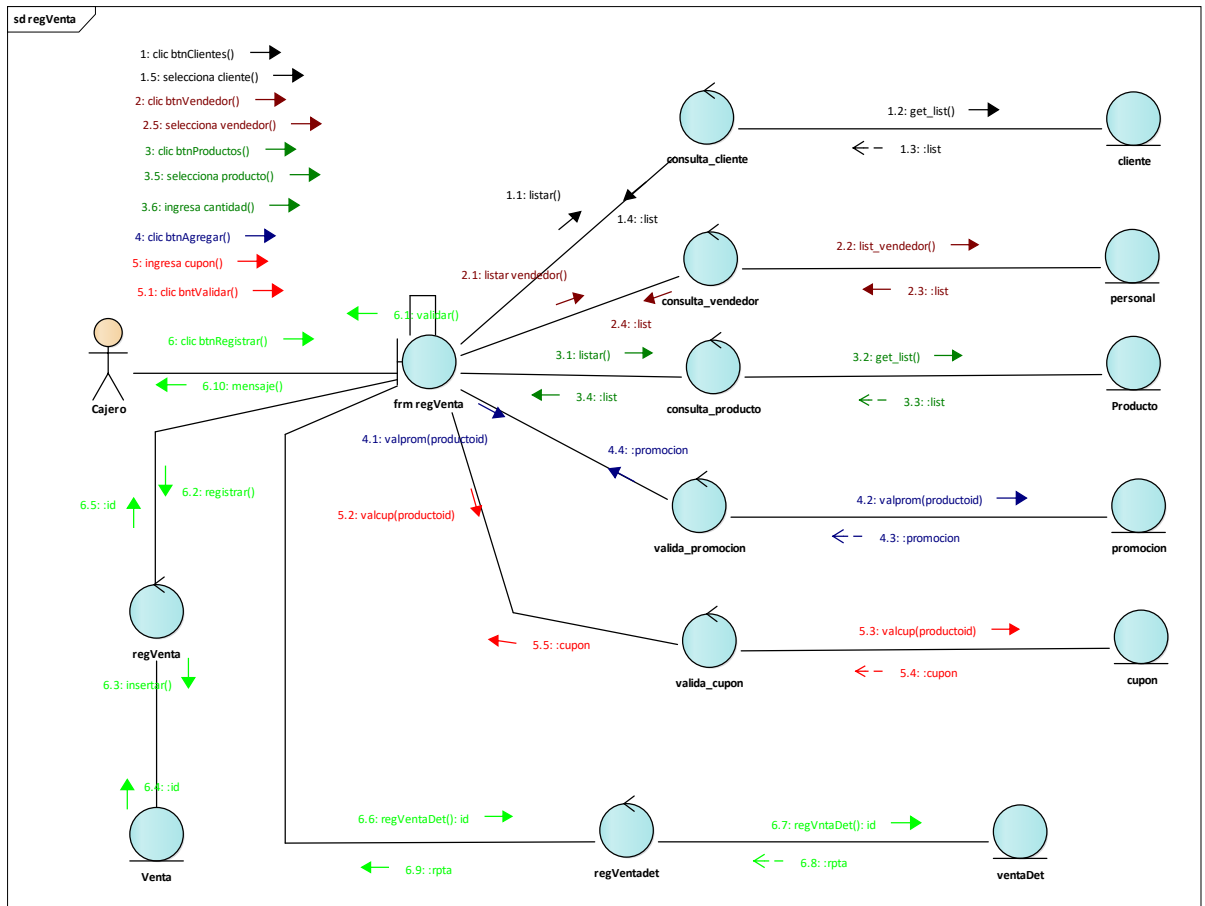 sd regVenta
1: clic btnClientes()
1.5: selecciona cliente()
2: clic btnVendedor()
2.5: selecciona vendedor()
3: clic btnProductos()
3.5: selecciona producto()
3.6: ingresa cantidad()
4: clic btnAgregar()
5: ingresa cupon()
5.1: clic bntValidar()
1.2: get_list()
1.3: :list
consulta_cliente
cliente
1.1: listar()
1.4: :list
2.2: list_vendedor()
2.1: listar vendedor()
2.3: :list
consulta_vendedor
personal
2.4: :list
6.1: validar()
6: clic btnRegistrar()
3.1: listar()
3.2: get_list()
6.10: mensaje()
3.4: :list
3.3: :list
Cajero
frm regVenta
consulta_producto
Producto
4.1: valprom(productoid)
4.4: :promocion
6.2: registrar()
6.5: :id
4.2: valprom(productoid)
5.2: valcup(productoid)
4.3: :promocion
valida_promocion
promocion
5.3: valcup(productoid)
5.5: :cupon
regVenta
5.4: :cupon
valida_cupon
cupon
6.3: insertar()
6.4: :id
6.6: regVentaDet(): id
6.7: regVntaDet(): id
6.9: :rpta
6.8: :rpta
Venta
regVentadet
ventaDet